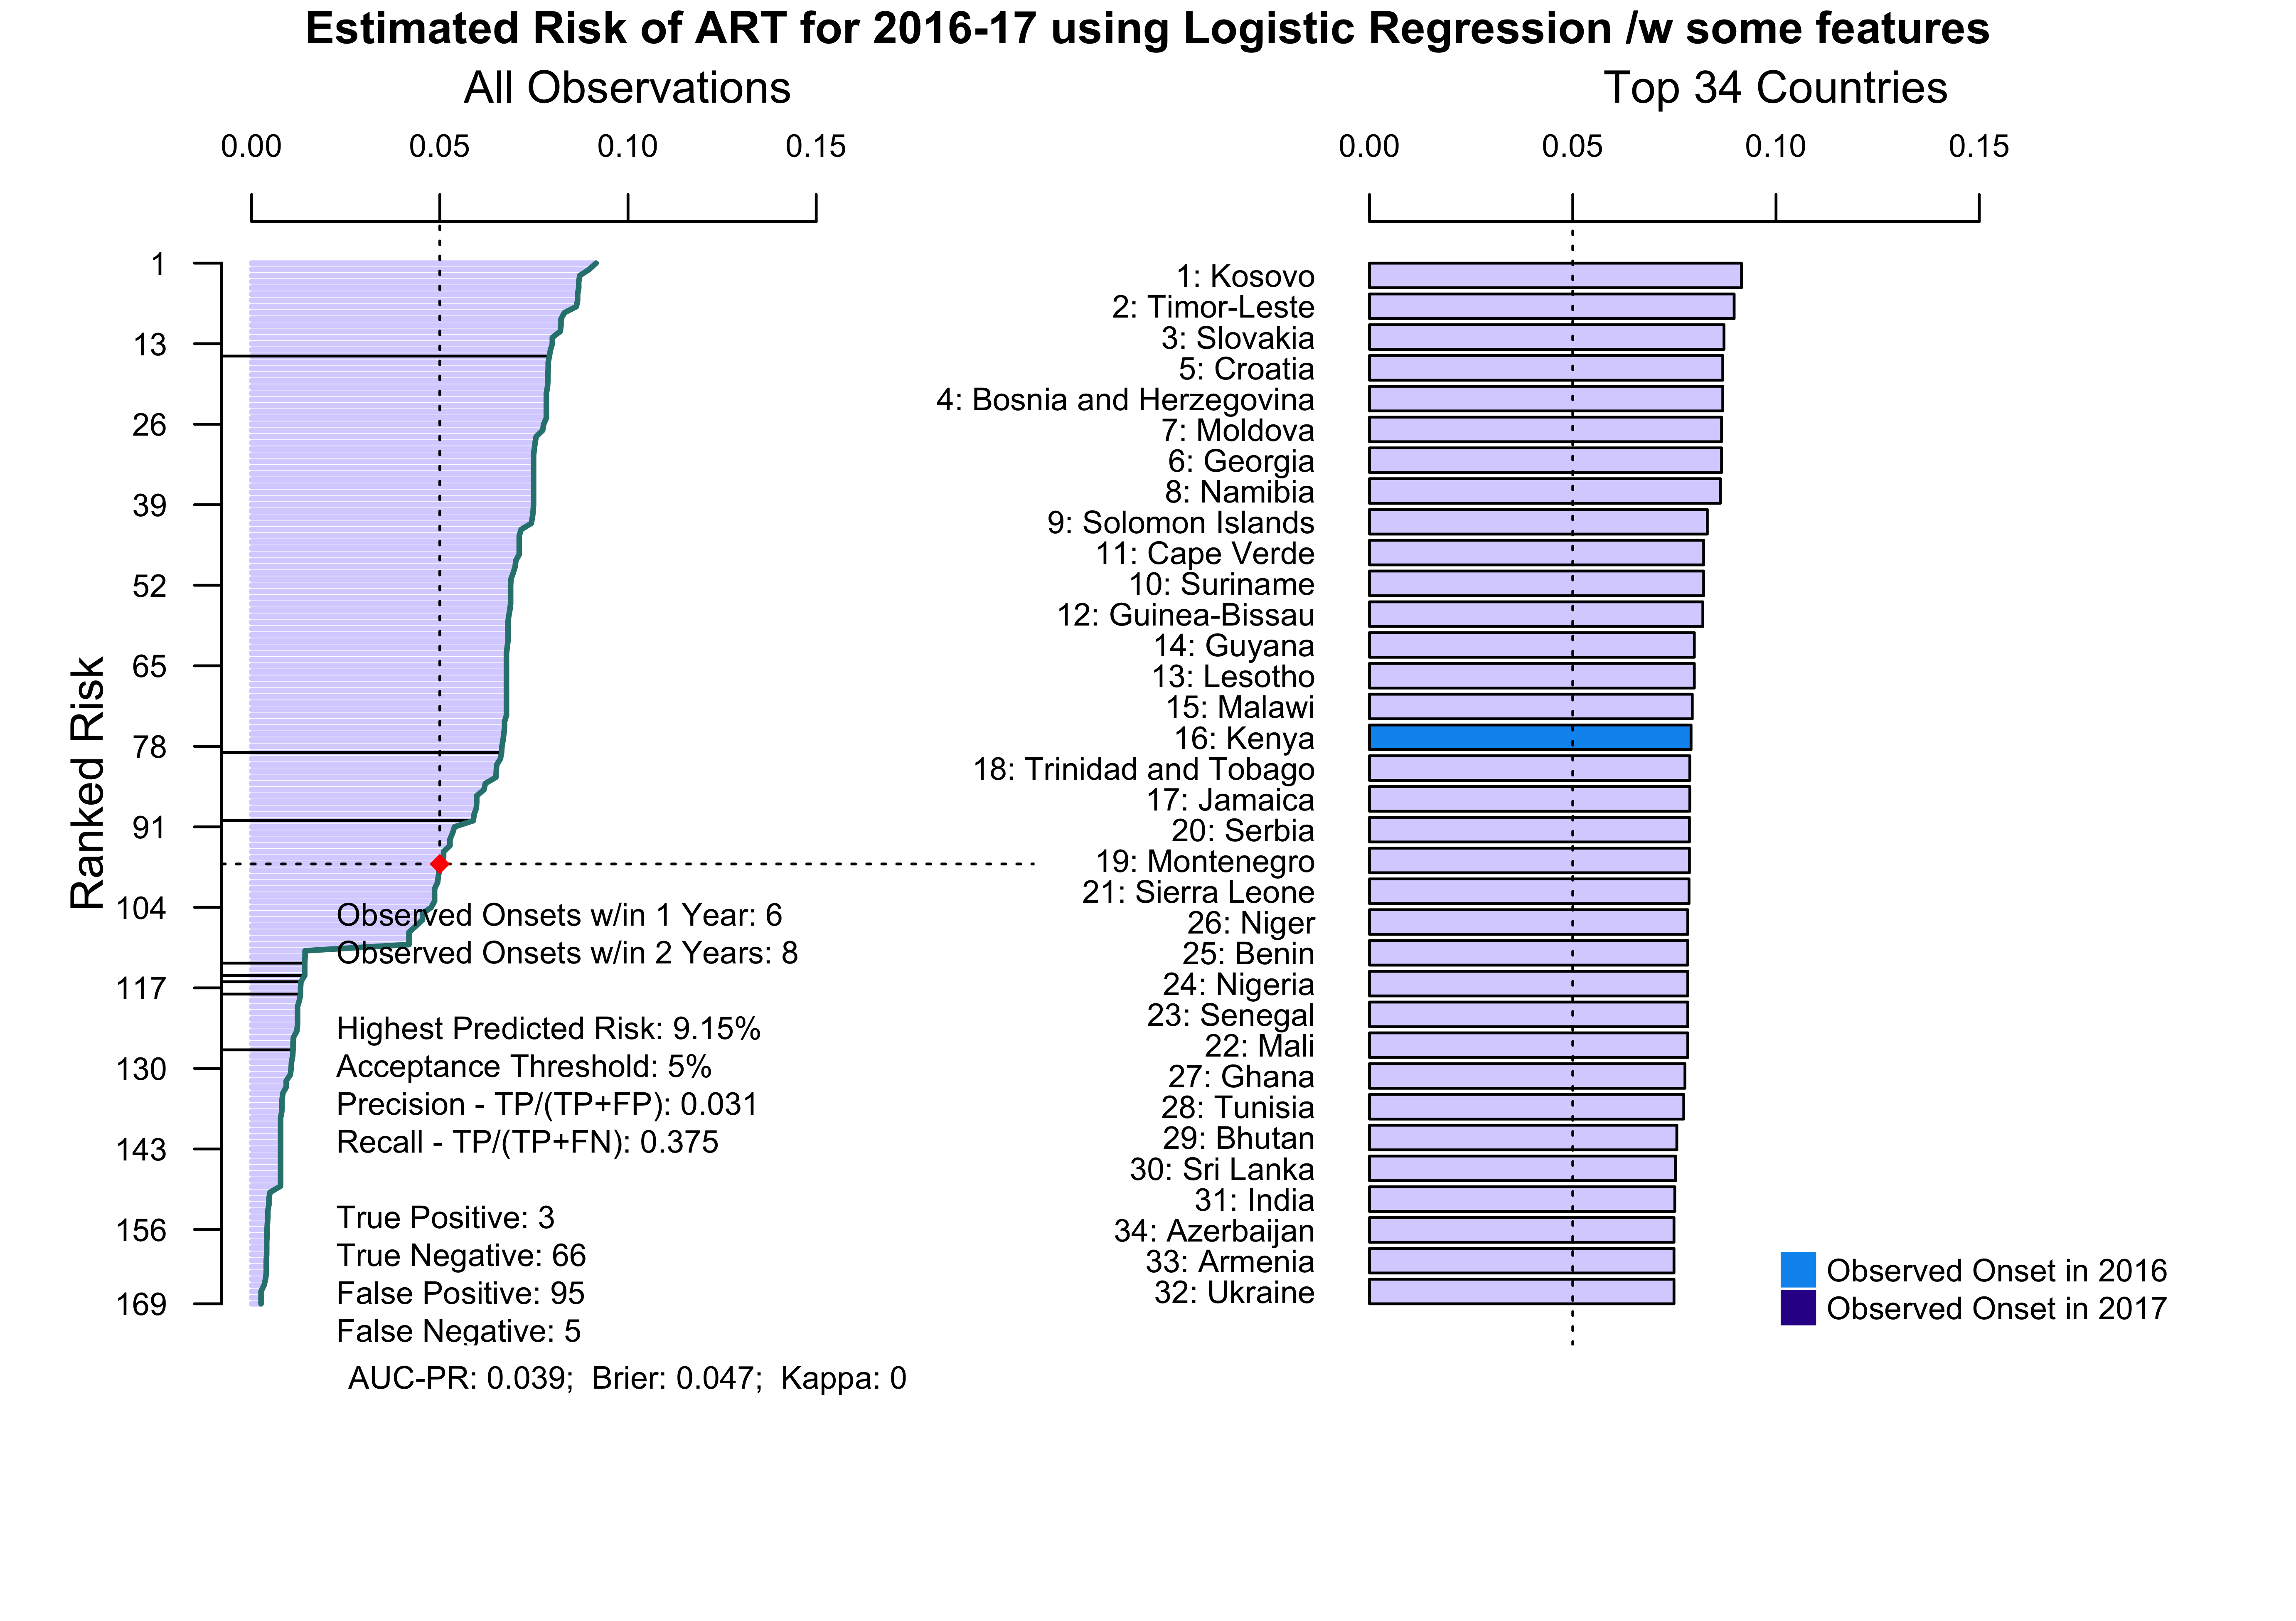 Estimated Risk of ART for 2016-17 using Logistic Regression /w some features
All Observations
0.00 0.05 0.10 0.15
Ranked Risk
1
13
26
39
52
65
78
91
104
117
130
143
156
169
Observed Onsets w/in 1 Year: 6
Observed Onsets w/in 2 Years: 8
Highest Predicted Risk: 9.15%
Acceptance Threshold: 5%
Precision - TP/(TP+FP): 0.031
Recall - TP/(TP+FN): 0.375
True Positive: 3
True Negative: 66
False Positive: 95
False Negative: 5
AUC-PR: 0.039; Brier: 0.047; Kappa: 0
Top 34 Countries
0.00 0.05 0.10 0.15
1: Kosovo
2: Timor-Leste
3: Slovakia
5: Croatia
4: Bosnia and Herzegovina
7: Moldova
6: Georgia
8: Namibia
9: Solomon Islands
11: Cape Verde
10: Suriname
12: Guinea-Bissau
14: Guyana
13: Lesotho
15: Malawi
16: Kenya
18: Trinidad and Tobago
17: Jamaica
20: Serbia
19: Montenegro
21: Sierra Leone
26: Niger
25: Benin
24: Nigeria
23: Senegal
22: Mali
27: Ghana
28: Tunisia
29: Bhutan
30: Sri Lanka
31: India
34: Azerbaijan
33: Armenia
32: Ukraine
Observed Onset in 2016
Observed Onset in 2017